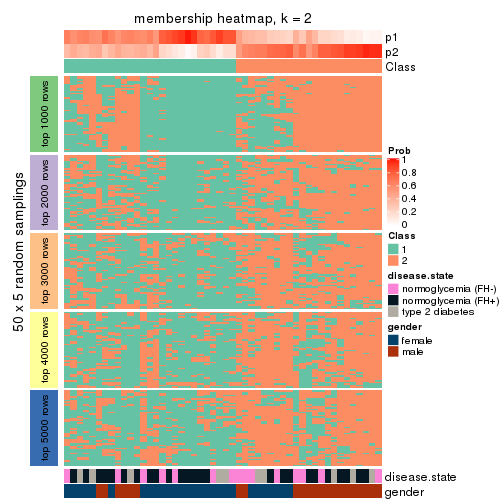 membership heatmap, k = 2
p1
p2
Class
50 x 5 random samplings
top 1000 rows
top 2000 rows
top 3000 rows
top 4000 rows
top 5000 rows
Prob
1
0.8
0.6
0.4
0.2
0
Class
1
2
disease.state
normoglycemia (FH-)
normoglycemia (FH+)
type 2 diabetes
gender
female
male
disease.state
gender